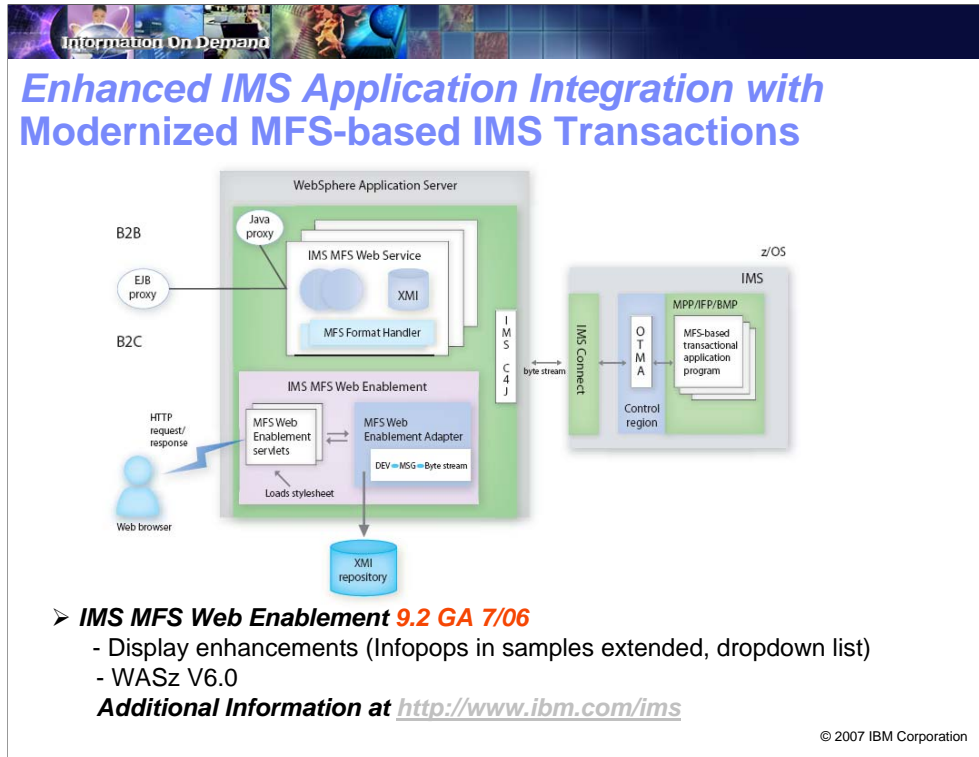 Information On Demand
Enhanced IMS Application Integration with
Modernized MFS-based IMS Transactions
WebSphere Application Server
B2B
Java
proxy
IMS MFS Web Service
XMI
MFS Format Handler
EJB
proxy
B2C
z/OS
IMS
MPP/IFP/BMP
IMS C4J
byte stream
IMS Connect
OTMA
MFS-based
transactional
application
program
Control
region
IMS MFS Web Enablement
HTTP
request/
response
MFS Web
Enablement
servlets
MFS Web
Enablement Adapter
DEV MSG Byte stream
Loads stylesheet
Web browser
XMI
repository
➢ IMS MFS Web Enablement 9.2 GA 7/06
- Display enhancements (Infopops in samples extended, dropdown list)
- WASz V6.0
Additional Information at http://www.ibm.com/ims
© 2007 IBM Corporation